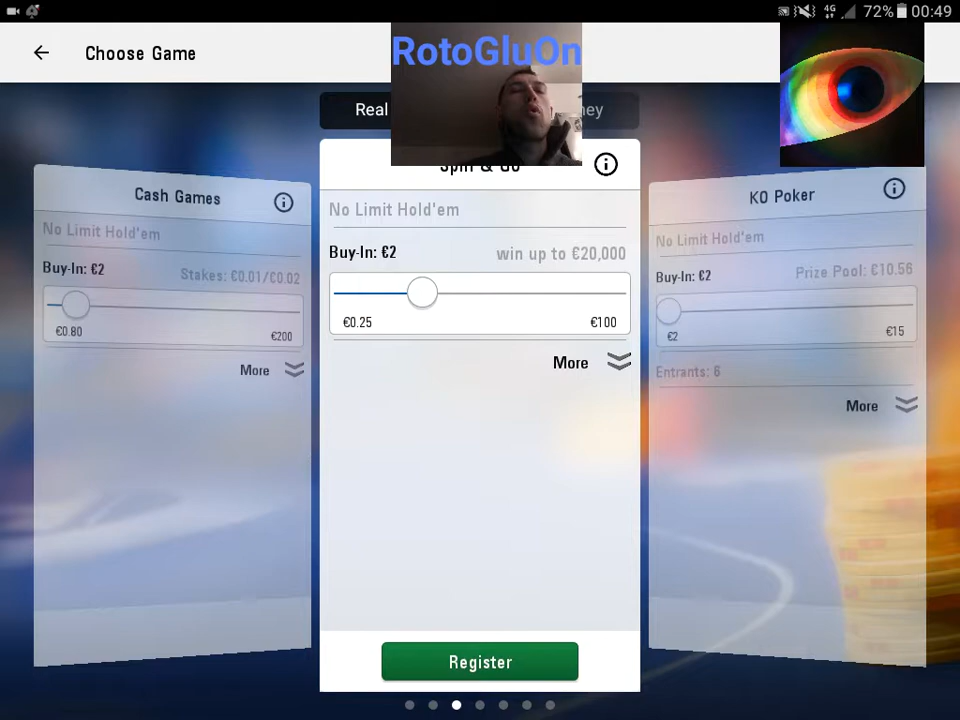 4G 72% 00:49
Choose Game
RotoGluOn
Real
ney
Cash Games
No Limit Hold'em
Buy-In: €2
Stakes: €0.01/€0.02
€0.80
€200
More
Spin & Go
No Limit Hold'em
Buy-In: €2
win up to €20,000
€0.25
€100
More
Register
KO Poker
No Limit Hold'em
Buy-In: €2
Prize Pool: €10.56
€2
€15
Entrants: 6
More